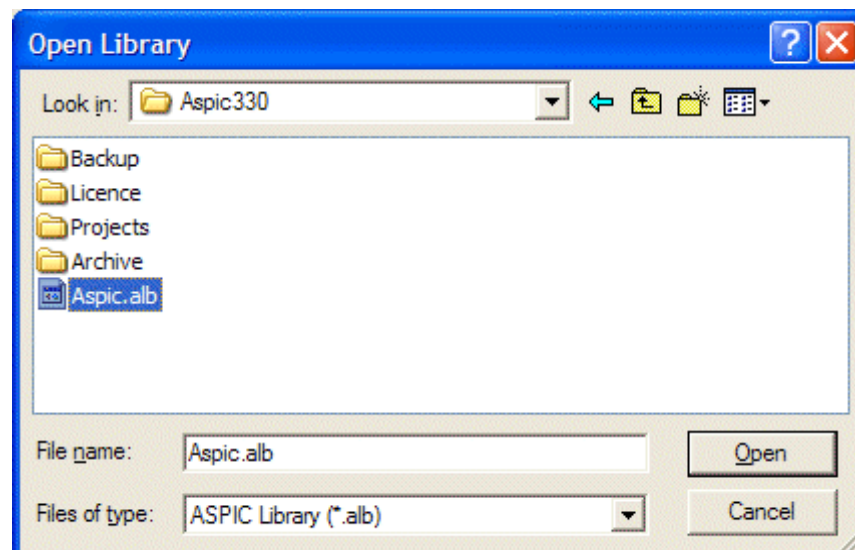 Open Library
Look in: Aspic330
Backup
Licence
Projects
Archive
Aspic.alb
File name: Aspic.alb Open
Files of type: ASPIC Library (*.alb) Cancel